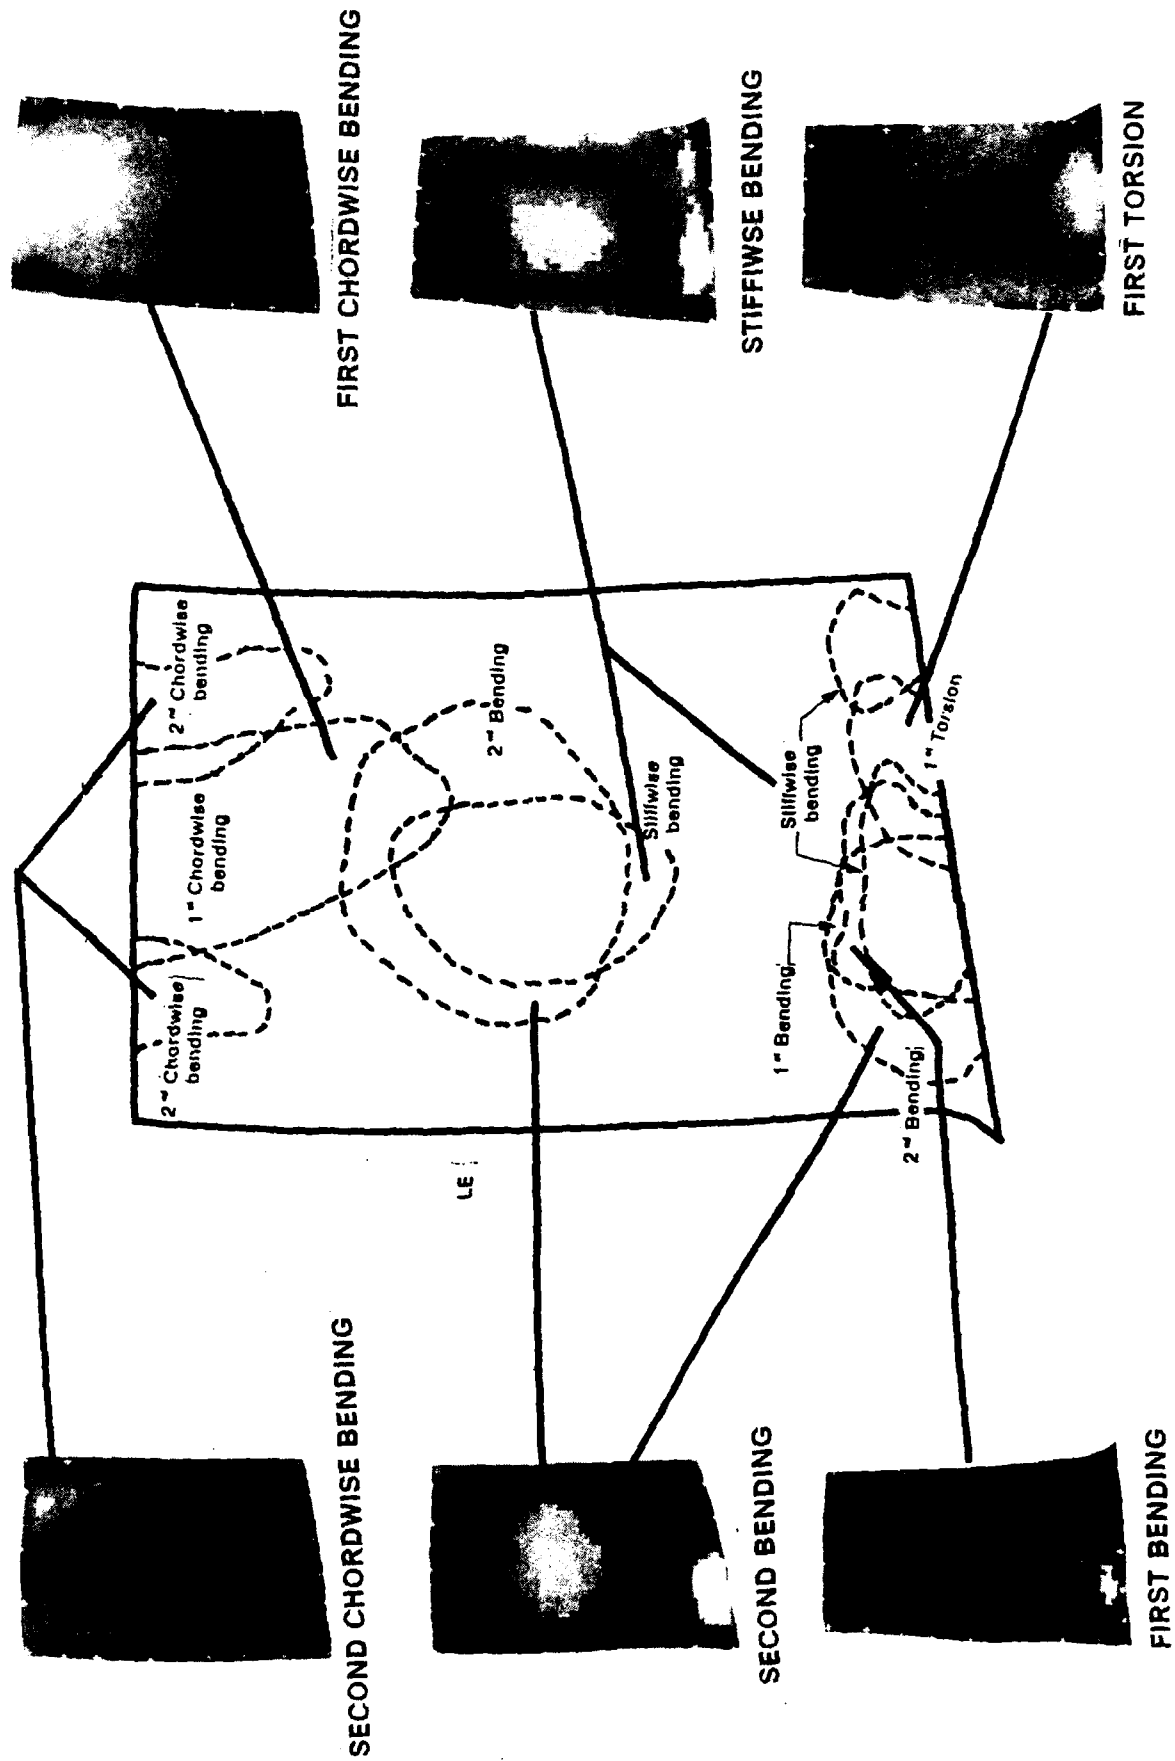 SECOND CHORDWISE BENDING
SECOND BENDING
FIRST BENDING
LE
2nd Chordwise
bending
1st Chordwise
bending
2nd Chordwise
bending
2nd Bending
Stiffwise
bending
Stiffwise
bending
1st Bending
2nd Bending
1st Torsion
FIRST CHORDWISE BENDING
STIFFIWSE BENDING
FIRST TORSION